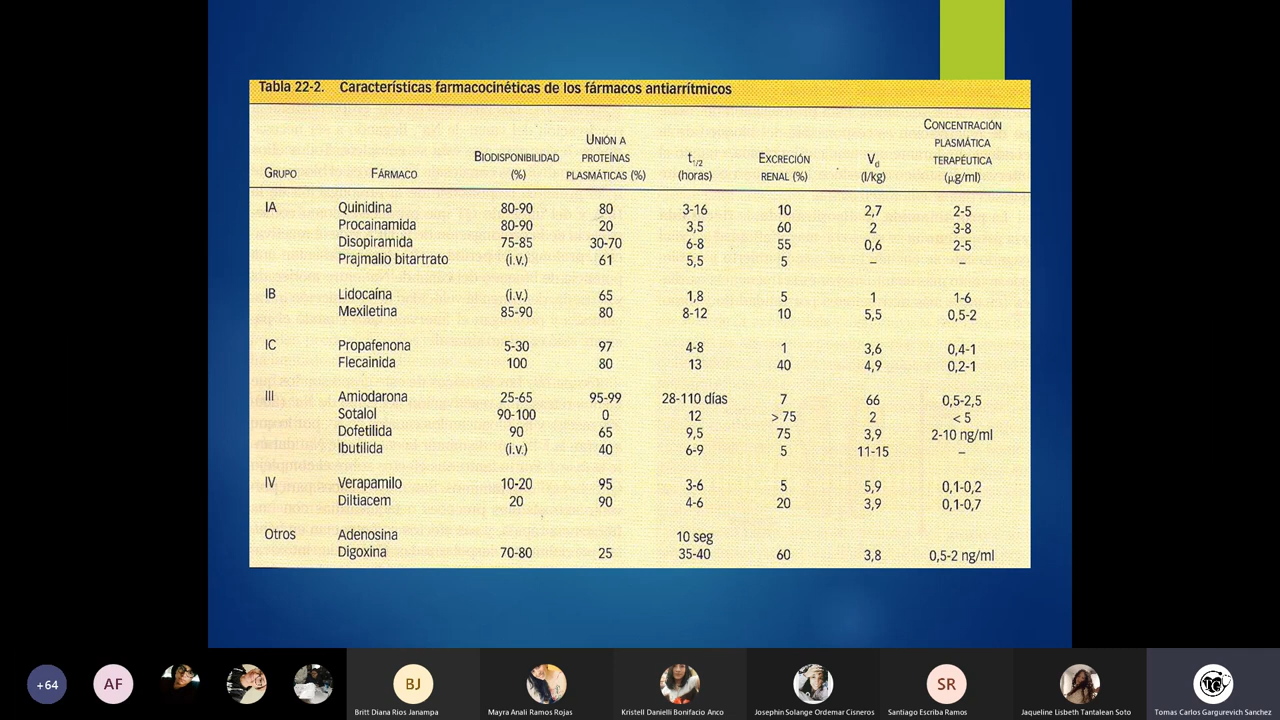 Tabla 22-2. Características farmacocinéticas de los fármacos antiarrítmicos
GRUPO FÁRMACO BIODISPONIBILIDAD (%) UNIÓN A PROTEÍNAS PLASMÁTICAS (%) t1/2 (horas) EXCRECIÓN RENAL (%) Vd (l/kg) CONCENTRACIÓN PLASMÁTICA TERAPÉUTICA (µg/ml)
IA Quinidina 80-90 80 3-16 10 2,7 2-5
Procainamida 80-90 20 3,5 60 2 3-8
Disopiramida 75-85 30-70 6-8 55 0,6 2-5
Prajmalio bitartrato (i.v.) 61 5,5 5 – –
IB Lidocaína (i.v.) 65 1,8 5 1 1-6
Mexiletina 85-90 80 8-12 10 5,5 0,5-2
IC Propafenona 5-30 97 4-8 1 3,6 0,4-1
Flecainida 100 80 13 40 4,9 0,2-1
III Amiodarona 25-65 95-99 28-110 días 7 66 0,5-2,5
Sotalol 90-100 0 12 > 75 2 < 5
Dofetilida 90 65 9,5 75 3,9 2-10 ng/ml
Ibutilida (i.v.) 40 6-9 5 11-15 –
IV Verapamilo 10-20 95 3-6 5 5,9 0,1-0,2
Diltiacem 20 90 4-6 20 3,9 0,1-0,7
Otros Adenosina 10 seg
Digoxina 70-80 25 35-40 60 3,8 0,5-2 ng/ml
+64 AF BJ SR
Britt Diana Rios Janampa Mayra Anali Ramos Rojas Kristell Danielli Bonifacio Anco Josephin Solange Ordemar Cisneros Santiago Escriba Ramos Jaqueline Lisbeth Tantalean Soto Tomas Carlos Gargurevich Sanchez